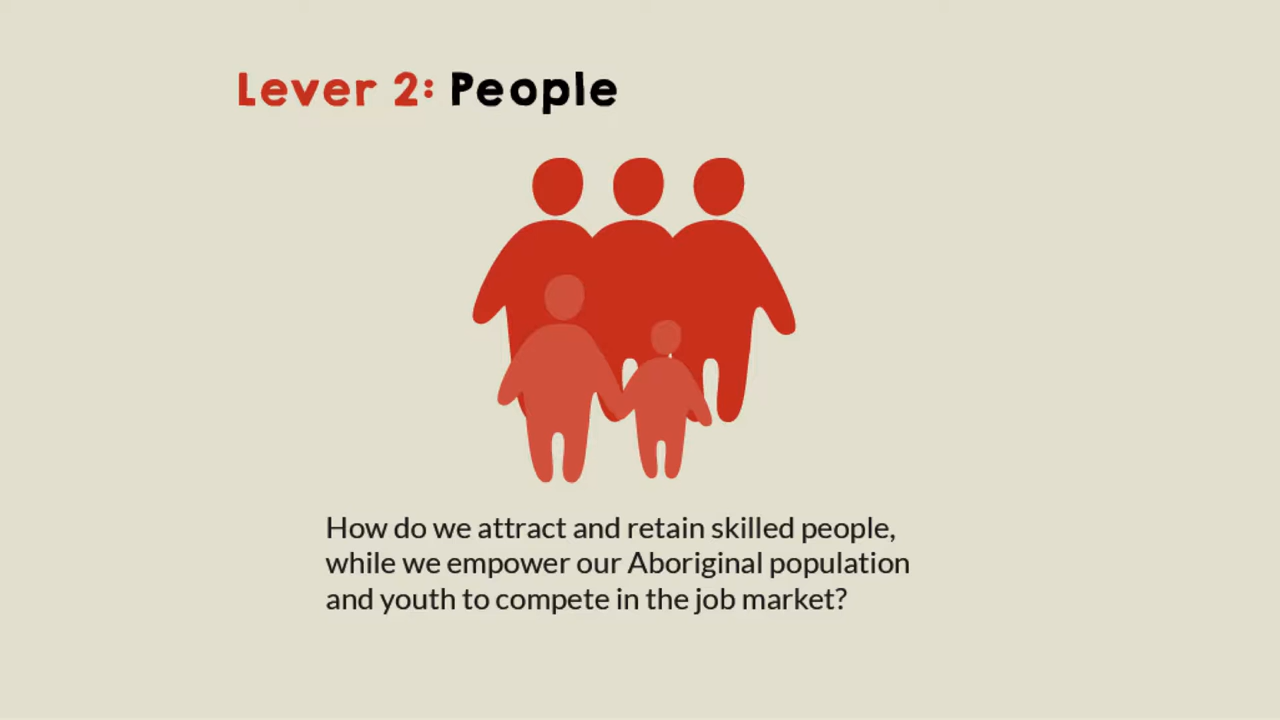 Lever 2: People
How do we attract and retain skilled people,
while we empower our Aboriginal population
and youth to compete in the job market?